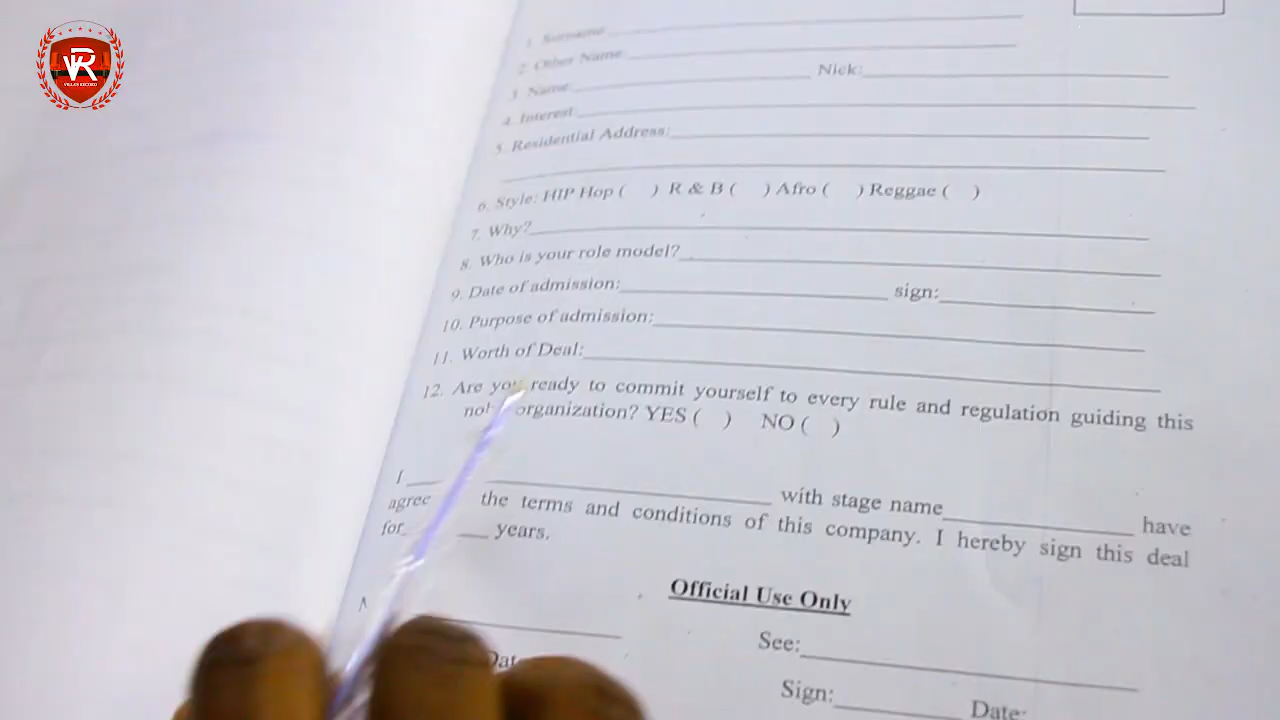 VR
1. Surname
2. Other Name:
3. Name: Nick:
4. Interest:
5. Residential Address:
6. Style: HIP Hop ( ) R & B ( ) Afro ( ) Reggae ( )
7. Why?
8. Who is your role model?
9. Date of admission: sign:
10. Purpose of admission:
11. Worth of Deal:
12. Are you ready to commit yourself to every rule and regulation guiding this
organization? YES ( ) NO ( )
I with stage name have
agree the terms and conditions of this company. I hereby sign this deal
for years.
Official Use Only
See:
Sign: Date: